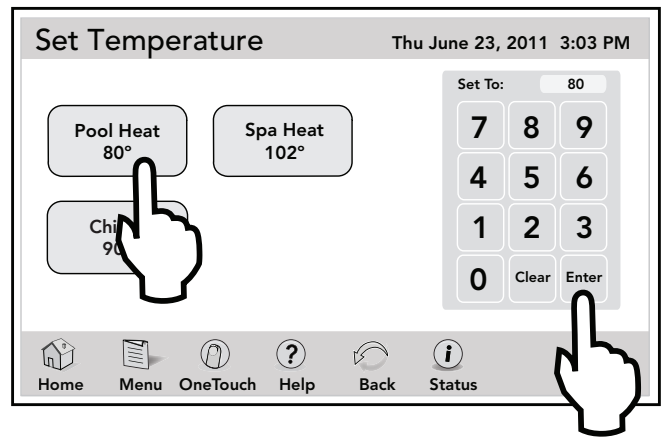 Set Temperature
Thu June 23, 2011 3:03 PM
Pool Heat
80°
Spa Heat
102°
Set To: 80
7 8 9
4 5 6
1 2 3
0 Clear Enter
Home Menu OneTouch Help Back Status